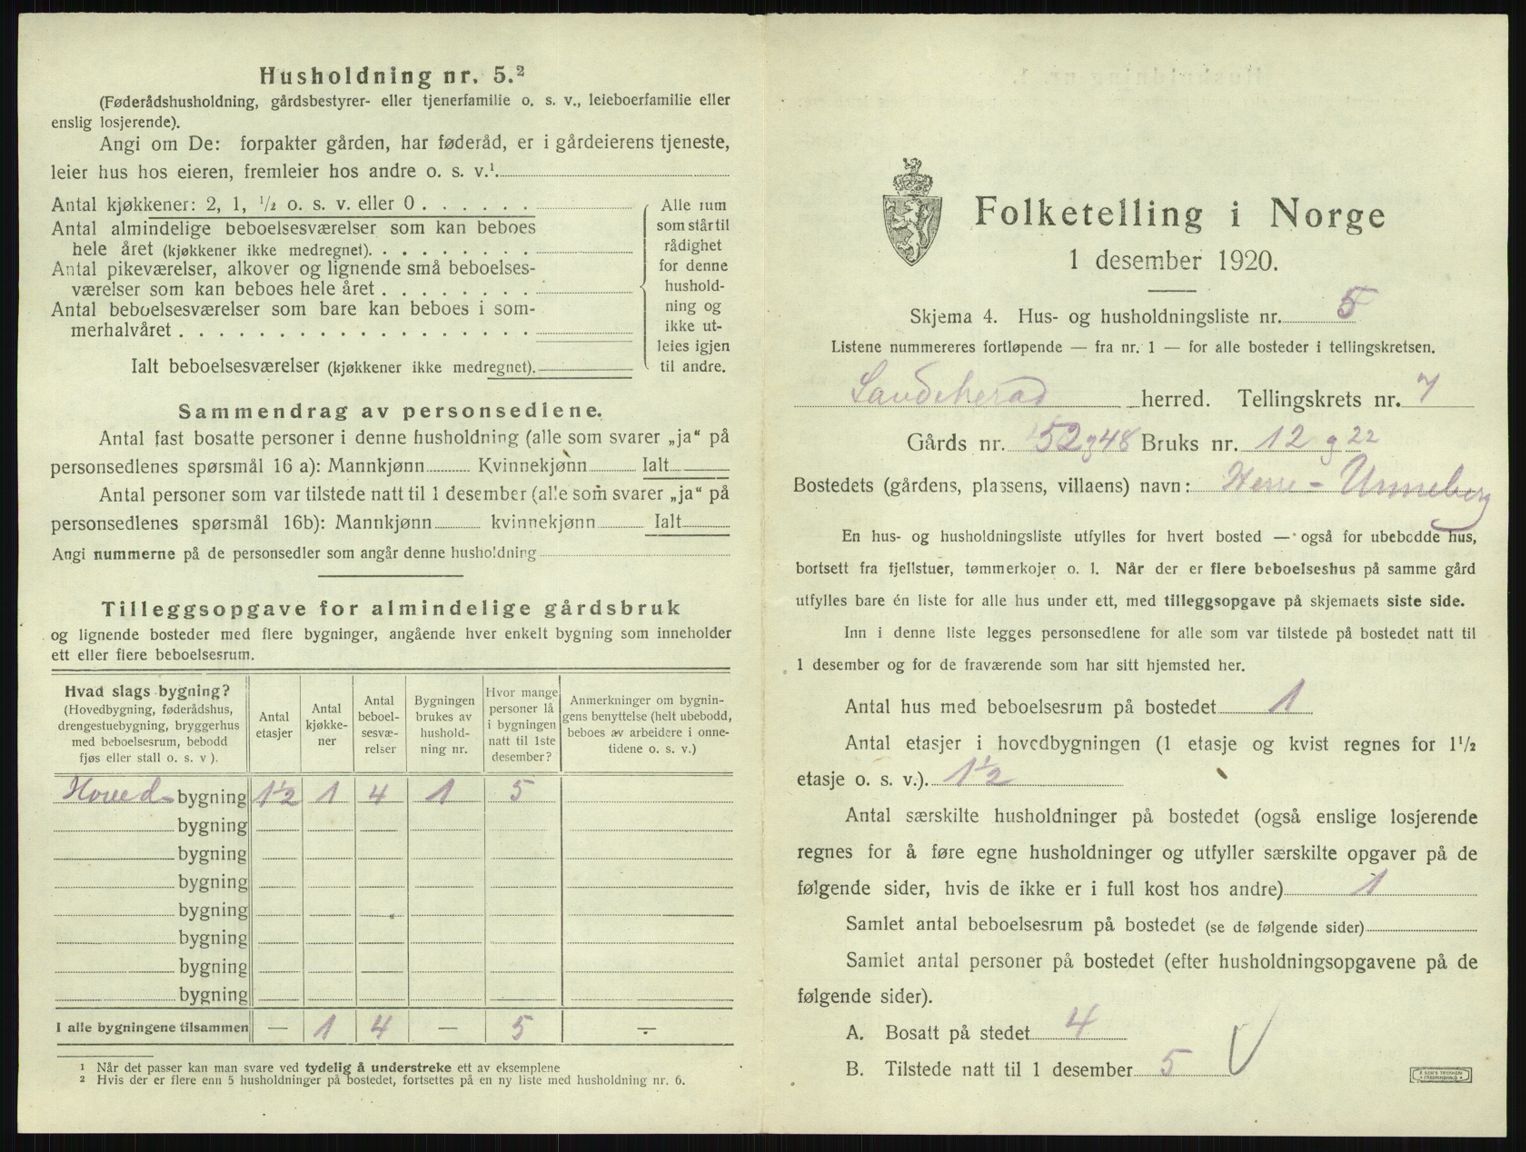 Husholdning nr. 5.²
(Føderådshusholdning, gårdsbestyrer- eller tjenerfamilie o. s. v., leieboerfamilie eller
enslig losjerende).
Angi om De: forpakter gården, har føderåd, er i gårdeierens tjeneste,
leier hus hos eieren, fremleier hos andre o. s. v.¹
Antal kjøkkener: 2, 1, ½ o. s. v. eller 0 . . . . . .
Antal almindelige beboelsesværelser som kan beboes
hele året (kjøkkener ikke medregnet). . . . . . . . .
Antal pikeværelser, alkover og lignende små beboelses-
værelser som kan beboes hele året . . . . . . . .
Antal beboelsesværelser som bare kan beboes i som-
merhalvåret . . . . . . . . . . . . . . . . . .
Ialt beboelsesværelser (kjøkkener ikke medregnet).
Alle rum
som står til
rådighet
for denne
hushold-
ning og
ikke ut-
leies igjen
til andre.
Sammendrag av personsedlene.
Antal fast bosatte personer i denne husholdning (alle som svarer „ja“ på
personsedlenes spørsmål 16 a): Mannkjønn Kvinnekjønn Ialt
Antal personer som var tilstede natt til 1 desember (alle som svarer „ja“ på
personsedlenes spørsmål 16b): Mannkjønn kvinnekjønn Ialt
Angi nummerne på de personsedler som angår denne husholdning
Tilleggsopgave for almindelige gårdsbruk
og lignende bosteder med flere bygninger, angående hver enkelt bygning som inneholder
ett eller flere beboelsesrum.
Hvad slags bygning?
(Hovedbygning, føderådshus,
drengestuebygning, bryggerhus
med beboelsesrum, bebodd
fjøs eller stall o. s. v ).
Antal
etasjer
Antal
kjøkke-
ner
Antal
beboel-
sesvæ-
relser
Bygningen
brukes av
hushold-
ning nr.
Hvor mange
personer lå
i bygningen
natt til 1ste
desember?
Anmerkninger om bygnin-
gens benyttelse (helt ubebodd,
beboes av arbeidere i onne-
tidene o. s. v.)
Hoved- bygning 1½ 1 4 1 5
bygning
bygning
bygning
bygning
bygning
bygning
bygning
I alle bygningene tilsammen — 1 4 — 5 —
¹ Når det passer kan man svare ved tydelig å understreke ett av eksemplene
² Hvis der er flere enn 5 husholdninger på bostedet, fortsettes på en ny liste med husholdning nr. 6.
Folketelling i Norge
1 desember 1920.
Skjema 4. Hus- og husholdningsliste nr. 5
Listene nummereres fortløpende — fra nr. 1 — for alle bosteder i tellingskretsen.
Sandeherad herred. Tellingskrets nr. 7
Gårds nr. 52 og 48 Bruks nr. 12 og 22
Bostedets (gårdens, plassens, villaens) navn: Herre - Unneberg
En hus- og husholdningsliste utfylles for hvert bosted — også for ubebodde hus,
bortsett fra fjellstuer, tømmerkojer o. l. Når der er flere beboelseshus på samme gård
utfylles bare én liste for alle hus under ett, med tilleggsopgave på skjemaets siste side.
Inn i denne liste legges personsedlene for alle som var tilstede på bostedet natt til
1 desember og for de fraværende som har sitt hjemsted her.
Antal hus med beboelsesrum på bostedet 1
Antal etasjer i hovedbygningen (1 etasje og kvist regnes for 1½
etasje o. s. v.). 1½
Antal særskilte husholdninger på bostedet (også enslige losjerende
regnes for å føre egne husholdninger og utfyller særskilte opgaver på de
følgende sider, hvis de ikke er i full kost hos andre) 1
Samlet antal beboelsesrum på bostedet (se de følgende sider)
Samlet antal personer på bostedet (efter husholdningsopgavene på de
følgende sider).
A. Bosatt på stedet 4
B. Tilstede natt til 1 desember 5